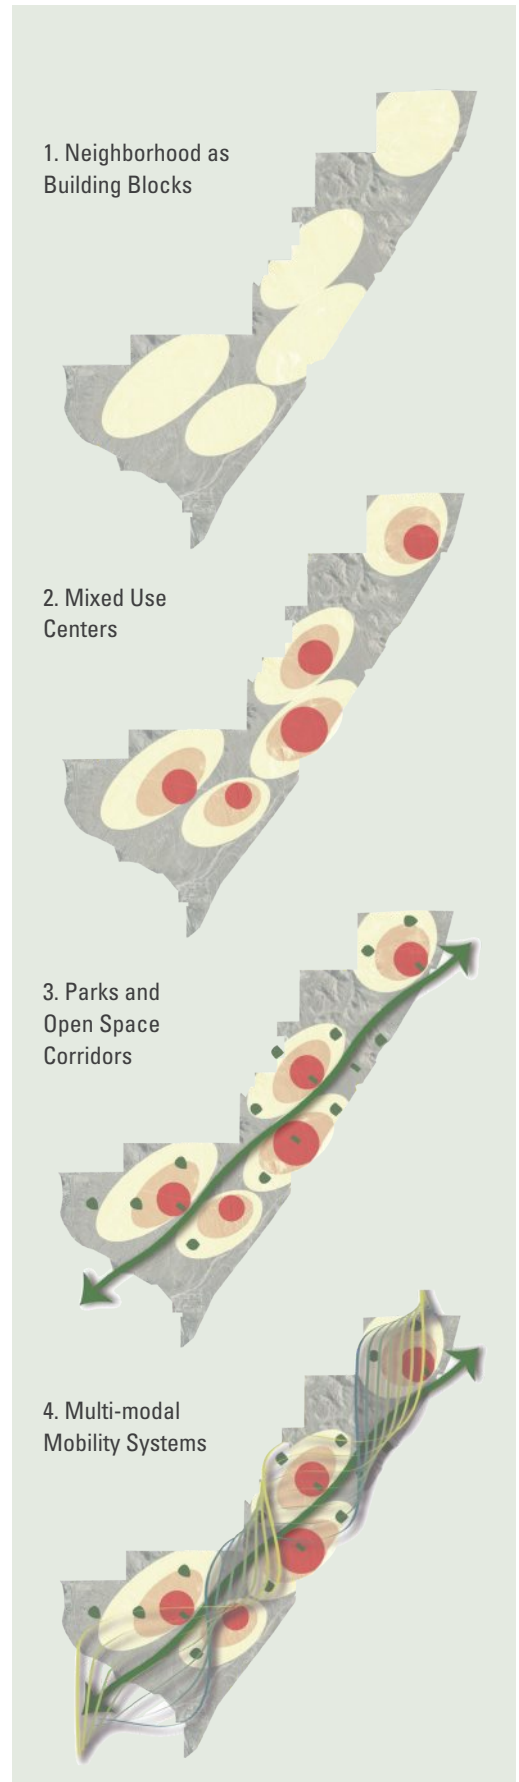 1. Neighborhood as
Building Blocks
2. Mixed Use
Centers
3. Parks and
Open Space
Corridors
4. Multi-modal
Mobility Systems